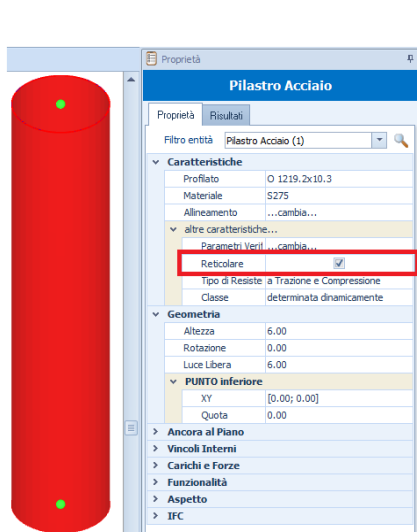 Proprietà
Pilastro Acciaio
Proprietà Risultati
Filtro entità Pilastro Acciaio (1)
Caratteristiche
Profilato O 1219.2x10.3
Materiale S275
Allineamento ...cambia...
altre caratteristiche...
Parametri Verif ...cambia...
Reticolare
Tipo di Resiste a Trazione e Compressione
Classe determinata dinamicamente
Geometria
Altezza 6.00
Rotazione 0.00
Luce Libera 6.00
PUNTO inferiore
XY [0.00; 0.00]
Quota 0.00
Ancora al Piano
Vincoli Interni
Carichi e Forze
Funzionalità
Aspetto
IFC